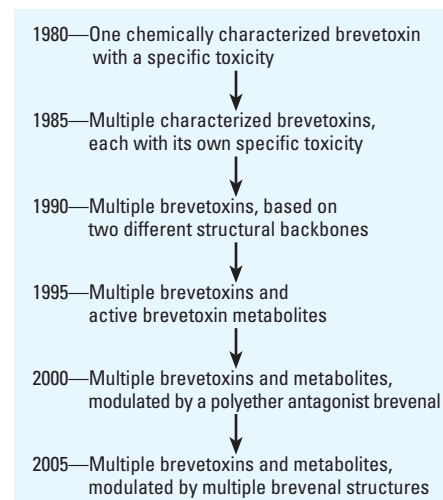 1980—One chemically characterized brevetoxin
with a specific toxicity
1985—Multiple characterized brevetoxins,
each with its own specific toxicity
1990—Multiple brevetoxins, based on
two different structural backbones
1995—Multiple brevetoxins and
active brevetoxin metabolites
2000—Multiple brevetoxins and metabolites,
modulated by a polyether antagonist brevenal
2005—Multiple brevetoxins and metabolites,
modulated by multiple brevenal structures